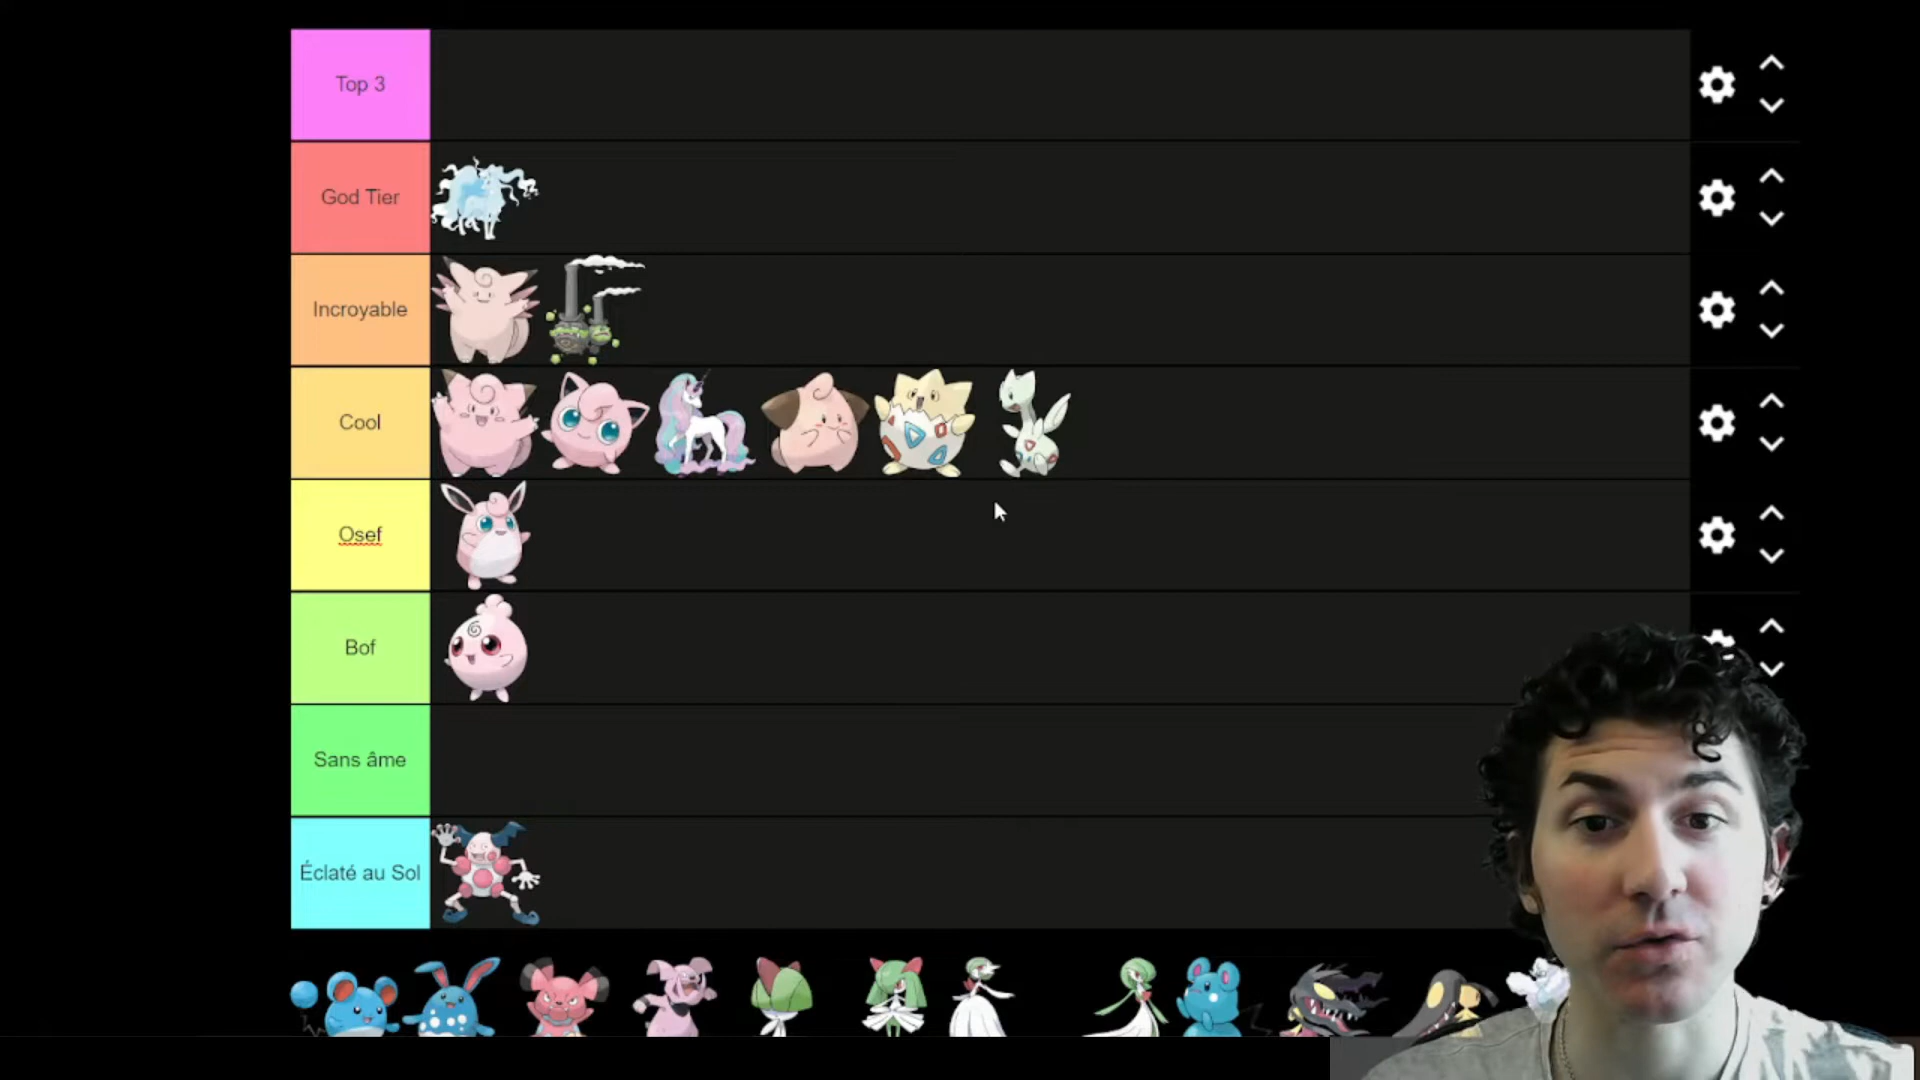 Top 3
God Tier
Incroyable
Cool
Osef
Bof
Sans âme
Éclaté au Sol